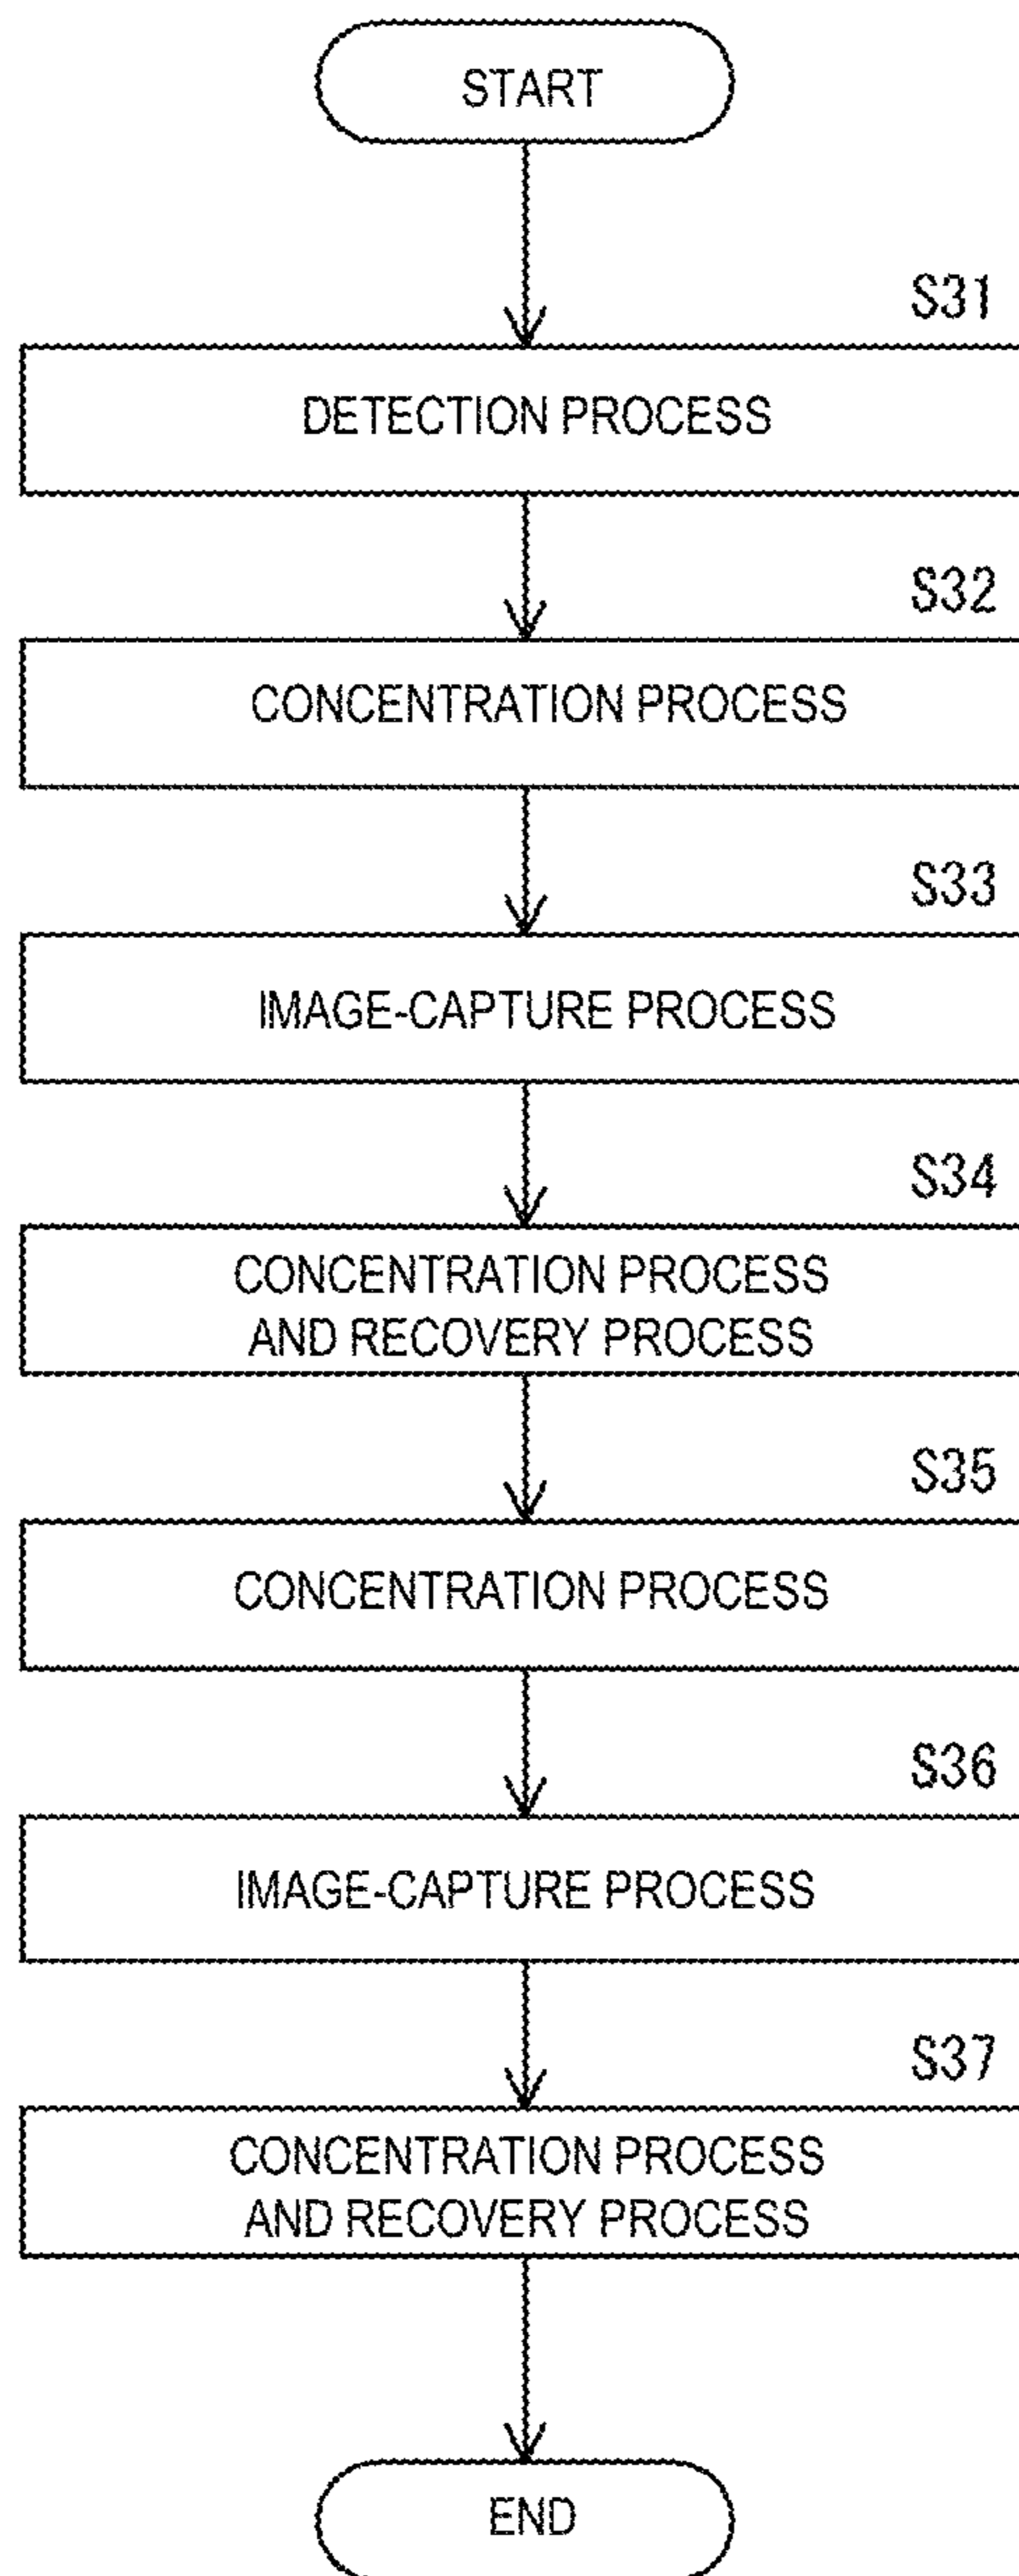 START
S31
DETECTION PROCESS
S32
CONCENTRATION PROCESS
S33
IMAGE-CAPTURE PROCESS
S34
CONCENTRATION PROCESS
AND RECOVERY PROCESS
S35
CONCENTRATION PROCESS
S36
IMAGE-CAPTURE PROCESS
S37
CONCENTRATION PROCESS
AND RECOVERY PROCESS
END